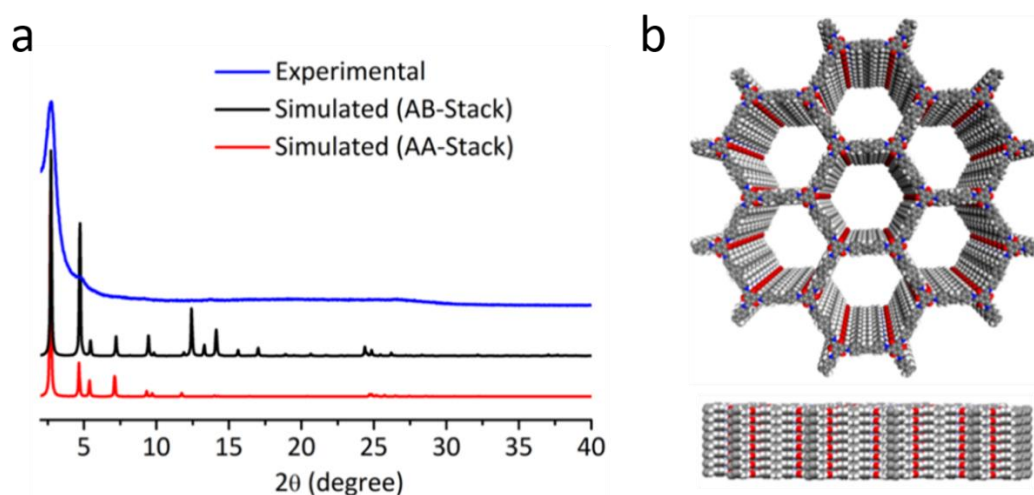 a
b
Experimental
Simulated (AB-Stack)
Simulated (AA-Stack)
5 10 15 20 25 30 35 40
2θ (degree)